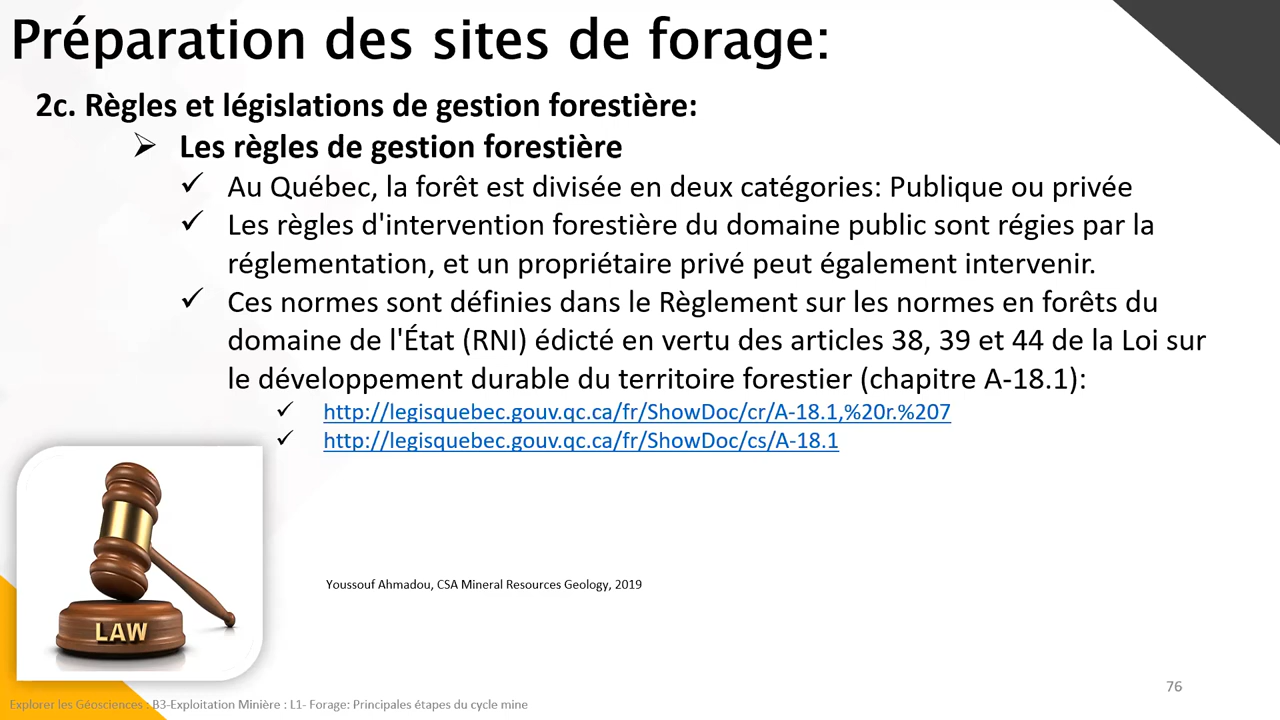 Préparation des sites de forage:
2c. Règles et législations de gestion forestière:
Les règles de gestion forestière
Au Québec, la forêt est divisée en deux catégories: Publique ou privée
Les règles d'intervention forestière du domaine public sont régies par la
réglementation, et un propriétaire privé peut également intervenir.
Ces normes sont définies dans le Règlement sur les normes en forêts du
domaine de l'État (RNI) édicté en vertu des articles 38, 39 et 44 de la Loi sur
le développement durable du territoire forestier (chapitre A-18.1):
http://legisquebec.gouv.qc.ca/fr/ShowDoc/cr/A-18.1,%20r.%207
http://legisquebec.gouv.qc.ca/fr/ShowDoc/cs/A-18.1
LAW
Youssouf Ahmadou, CSA Mineral Resources Geology, 2019
76
Explorer les Géosciences : B3-Exploitation Minière : L1- Forage: Principales étapes du cycle mine